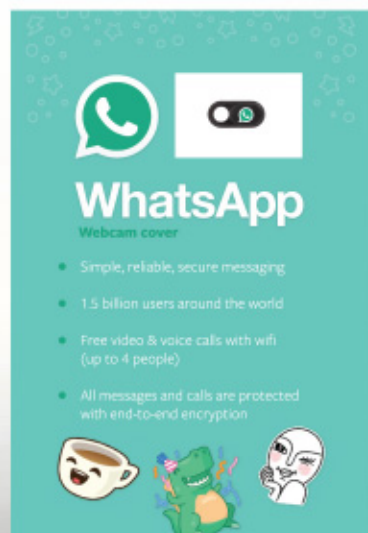 WhatsApp
Webcam cover
Simple, reliable, secure messaging
1.5 billion users around the world
Free video & voice calls with wifi
(up to 4 people)
All messages and calls are protected
with end-to-end encryption